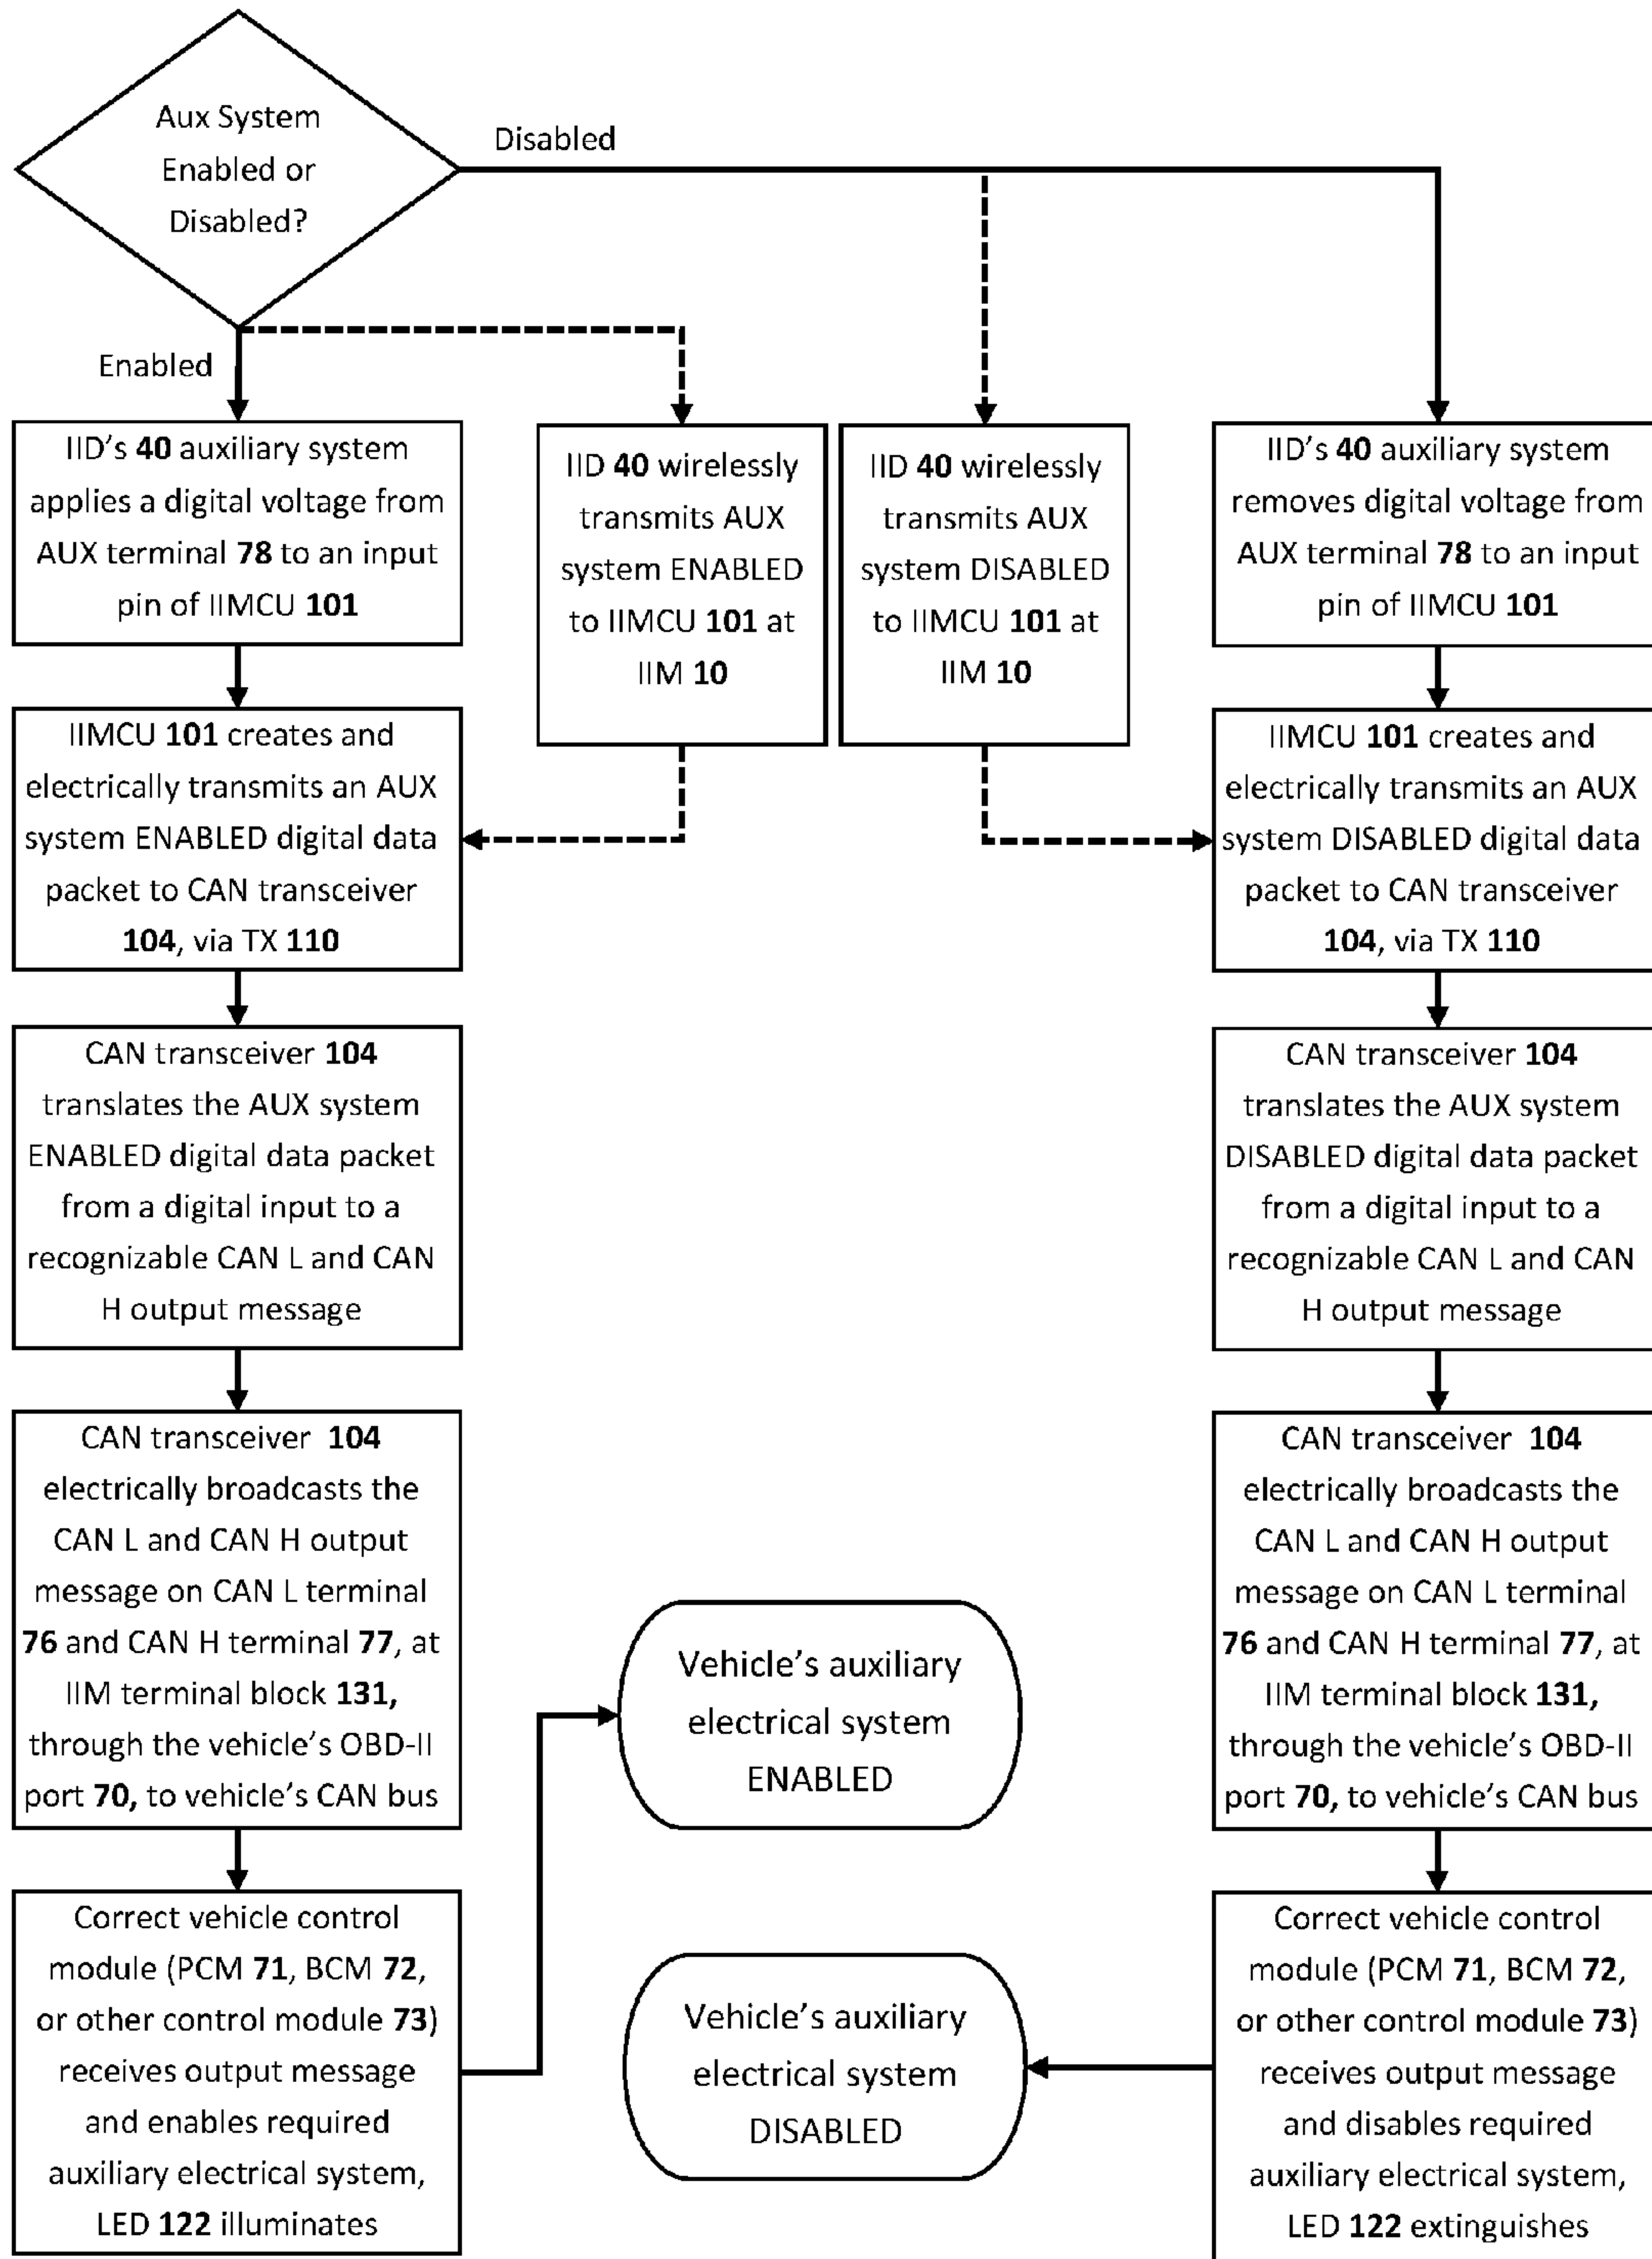 Aux System
Enabled or
Disabled?
Disabled
Enabled
IID's 40 auxiliary system
applies a digital voltage from
AUX terminal 78 to an input
pin of IIMCU 101
IID 40 wirelessly
transmits AUX
system ENABLED
to IIMCU 101 at
IIM 10
IID 40 wirelessly
transmits AUX
system DISABLED
to IIMCU 101 at
IIM 10
IID's 40 auxiliary system
removes digital voltage from
AUX terminal 78 to an input
pin of IIMCU 101
IIMCU 101 creates and
electrically transmits an AUX
system ENABLED digital data
packet to CAN transceiver
104, via TX 110
IIMCU 101 creates and
electrically transmits an AUX
system DISABLED digital data
packet to CAN transceiver
104, via TX 110
CAN transceiver 104
translates the AUX system
ENABLED digital data packet
from a digital input to a
recognizable CAN L and CAN
H output message
CAN transceiver 104
translates the AUX system
DISABLED digital data packet
from a digital input to a
recognizable CAN L and CAN
H output message
CAN transceiver 104
electrically broadcasts the
CAN L and CAN H output
message on CAN L terminal
76 and CAN H terminal 77, at
IIM terminal block 131,
through the vehicle's OBD-II
port 70, to vehicle's CAN bus
CAN transceiver 104
electrically broadcasts the
CAN L and CAN H output
message on CAN L terminal
76 and CAN H terminal 77, at
IIM terminal block 131,
through the vehicle's OBD-II
port 70, to vehicle's CAN bus
Vehicle's auxiliary
electrical system
ENABLED
Correct vehicle control
module (PCM 71, BCM 72,
or other control module 73)
receives output message
and enables required
auxiliary electrical system,
LED 122 illuminates
Vehicle's auxiliary
electrical system
DISABLED
Correct vehicle control
module (PCM 71, BCM 72,
or other control module 73)
receives output message
and disables required
auxiliary electrical system,
LED 122 extinguishes